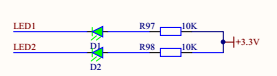 LED1 R97 10K
D1
LED2 R98 10K
D2
+3.3V